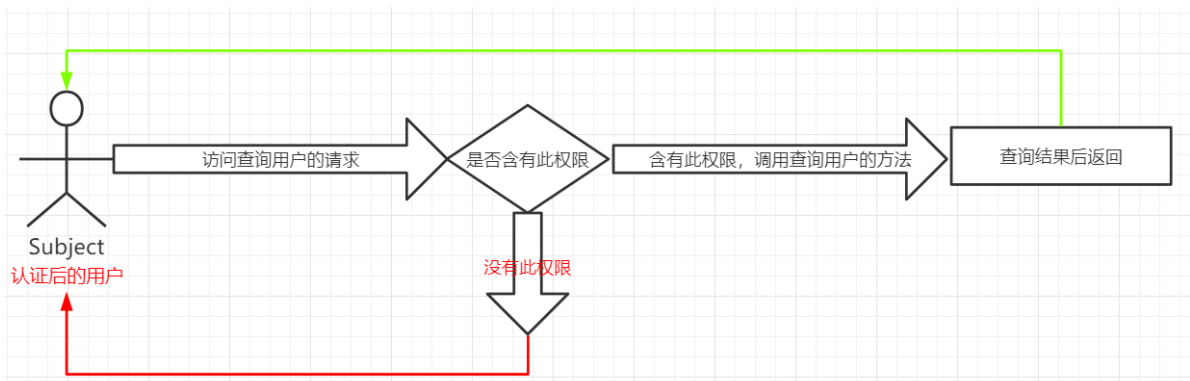 访问查询用户的请求
是否含有此权限
含有此权限，调用查询用户的方法
查询结果后返回
Subject
认证后的用户
没有此权限